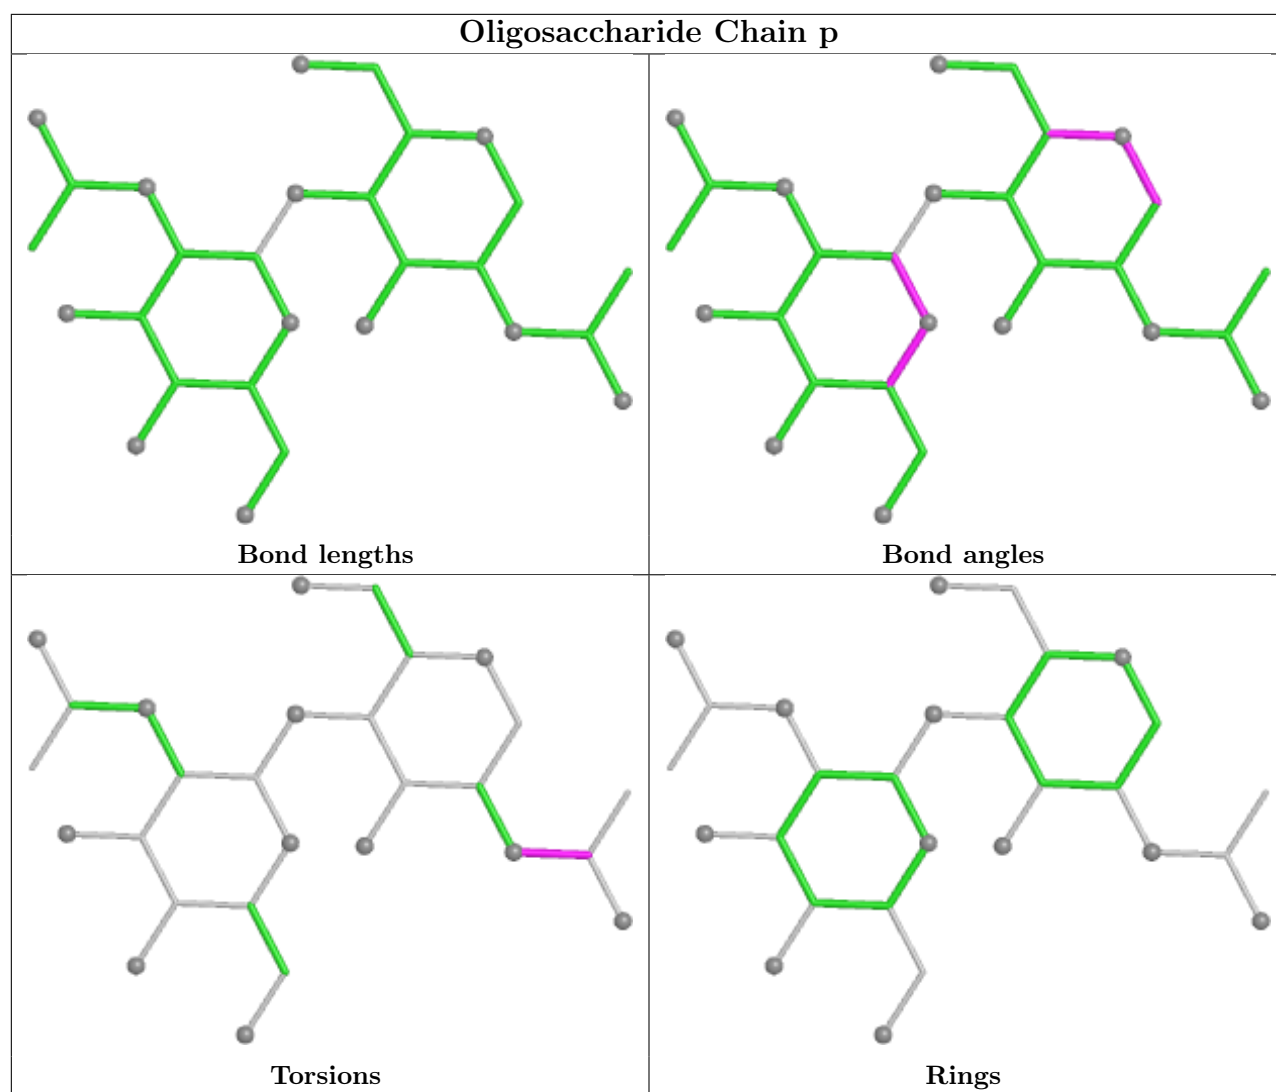 Oligosaccharide Chain p
Bond lengths
Bond angles
Torsions
Rings